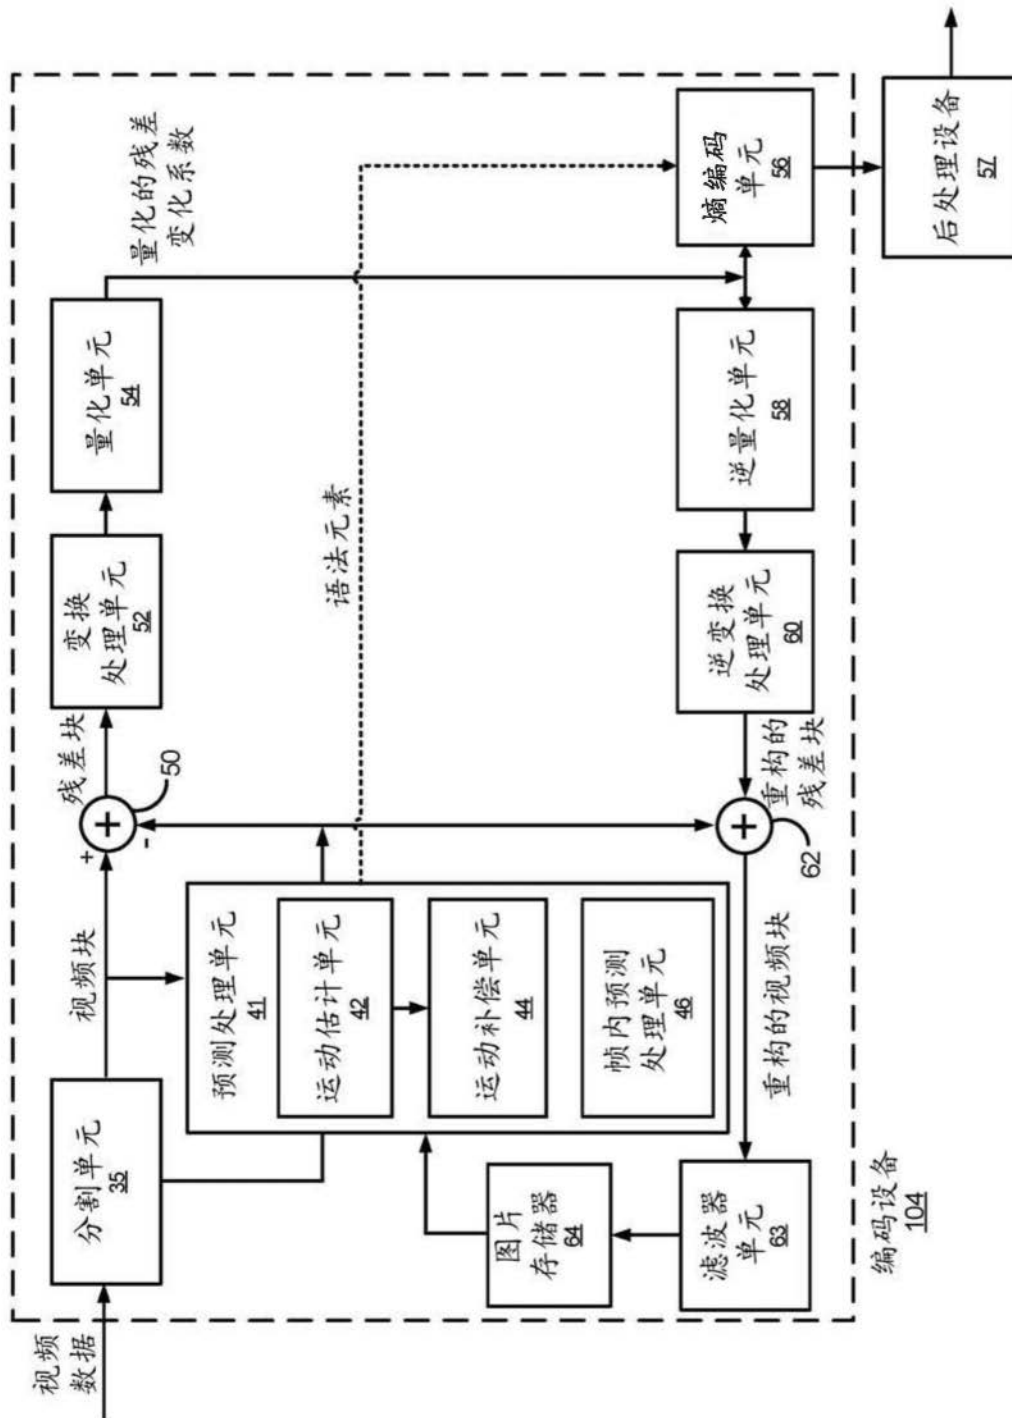 视频
数据
分割单元
35
视频块
+
-
50
残差块
变换
处理单元
52
量化单元
54
量化的残差
变化系数
预测处理单元
41
运动估计单元
42
运动补偿单元
44
帧内预测
处理单元
46
语法元素
熵编码
单元
56
后处理设备
57
逆量化单元
58
逆变换
处理单元
60
重构的
残差块
62
重构的视频块
滤波器
单元
63
图片
存储器
64
编码设备
104